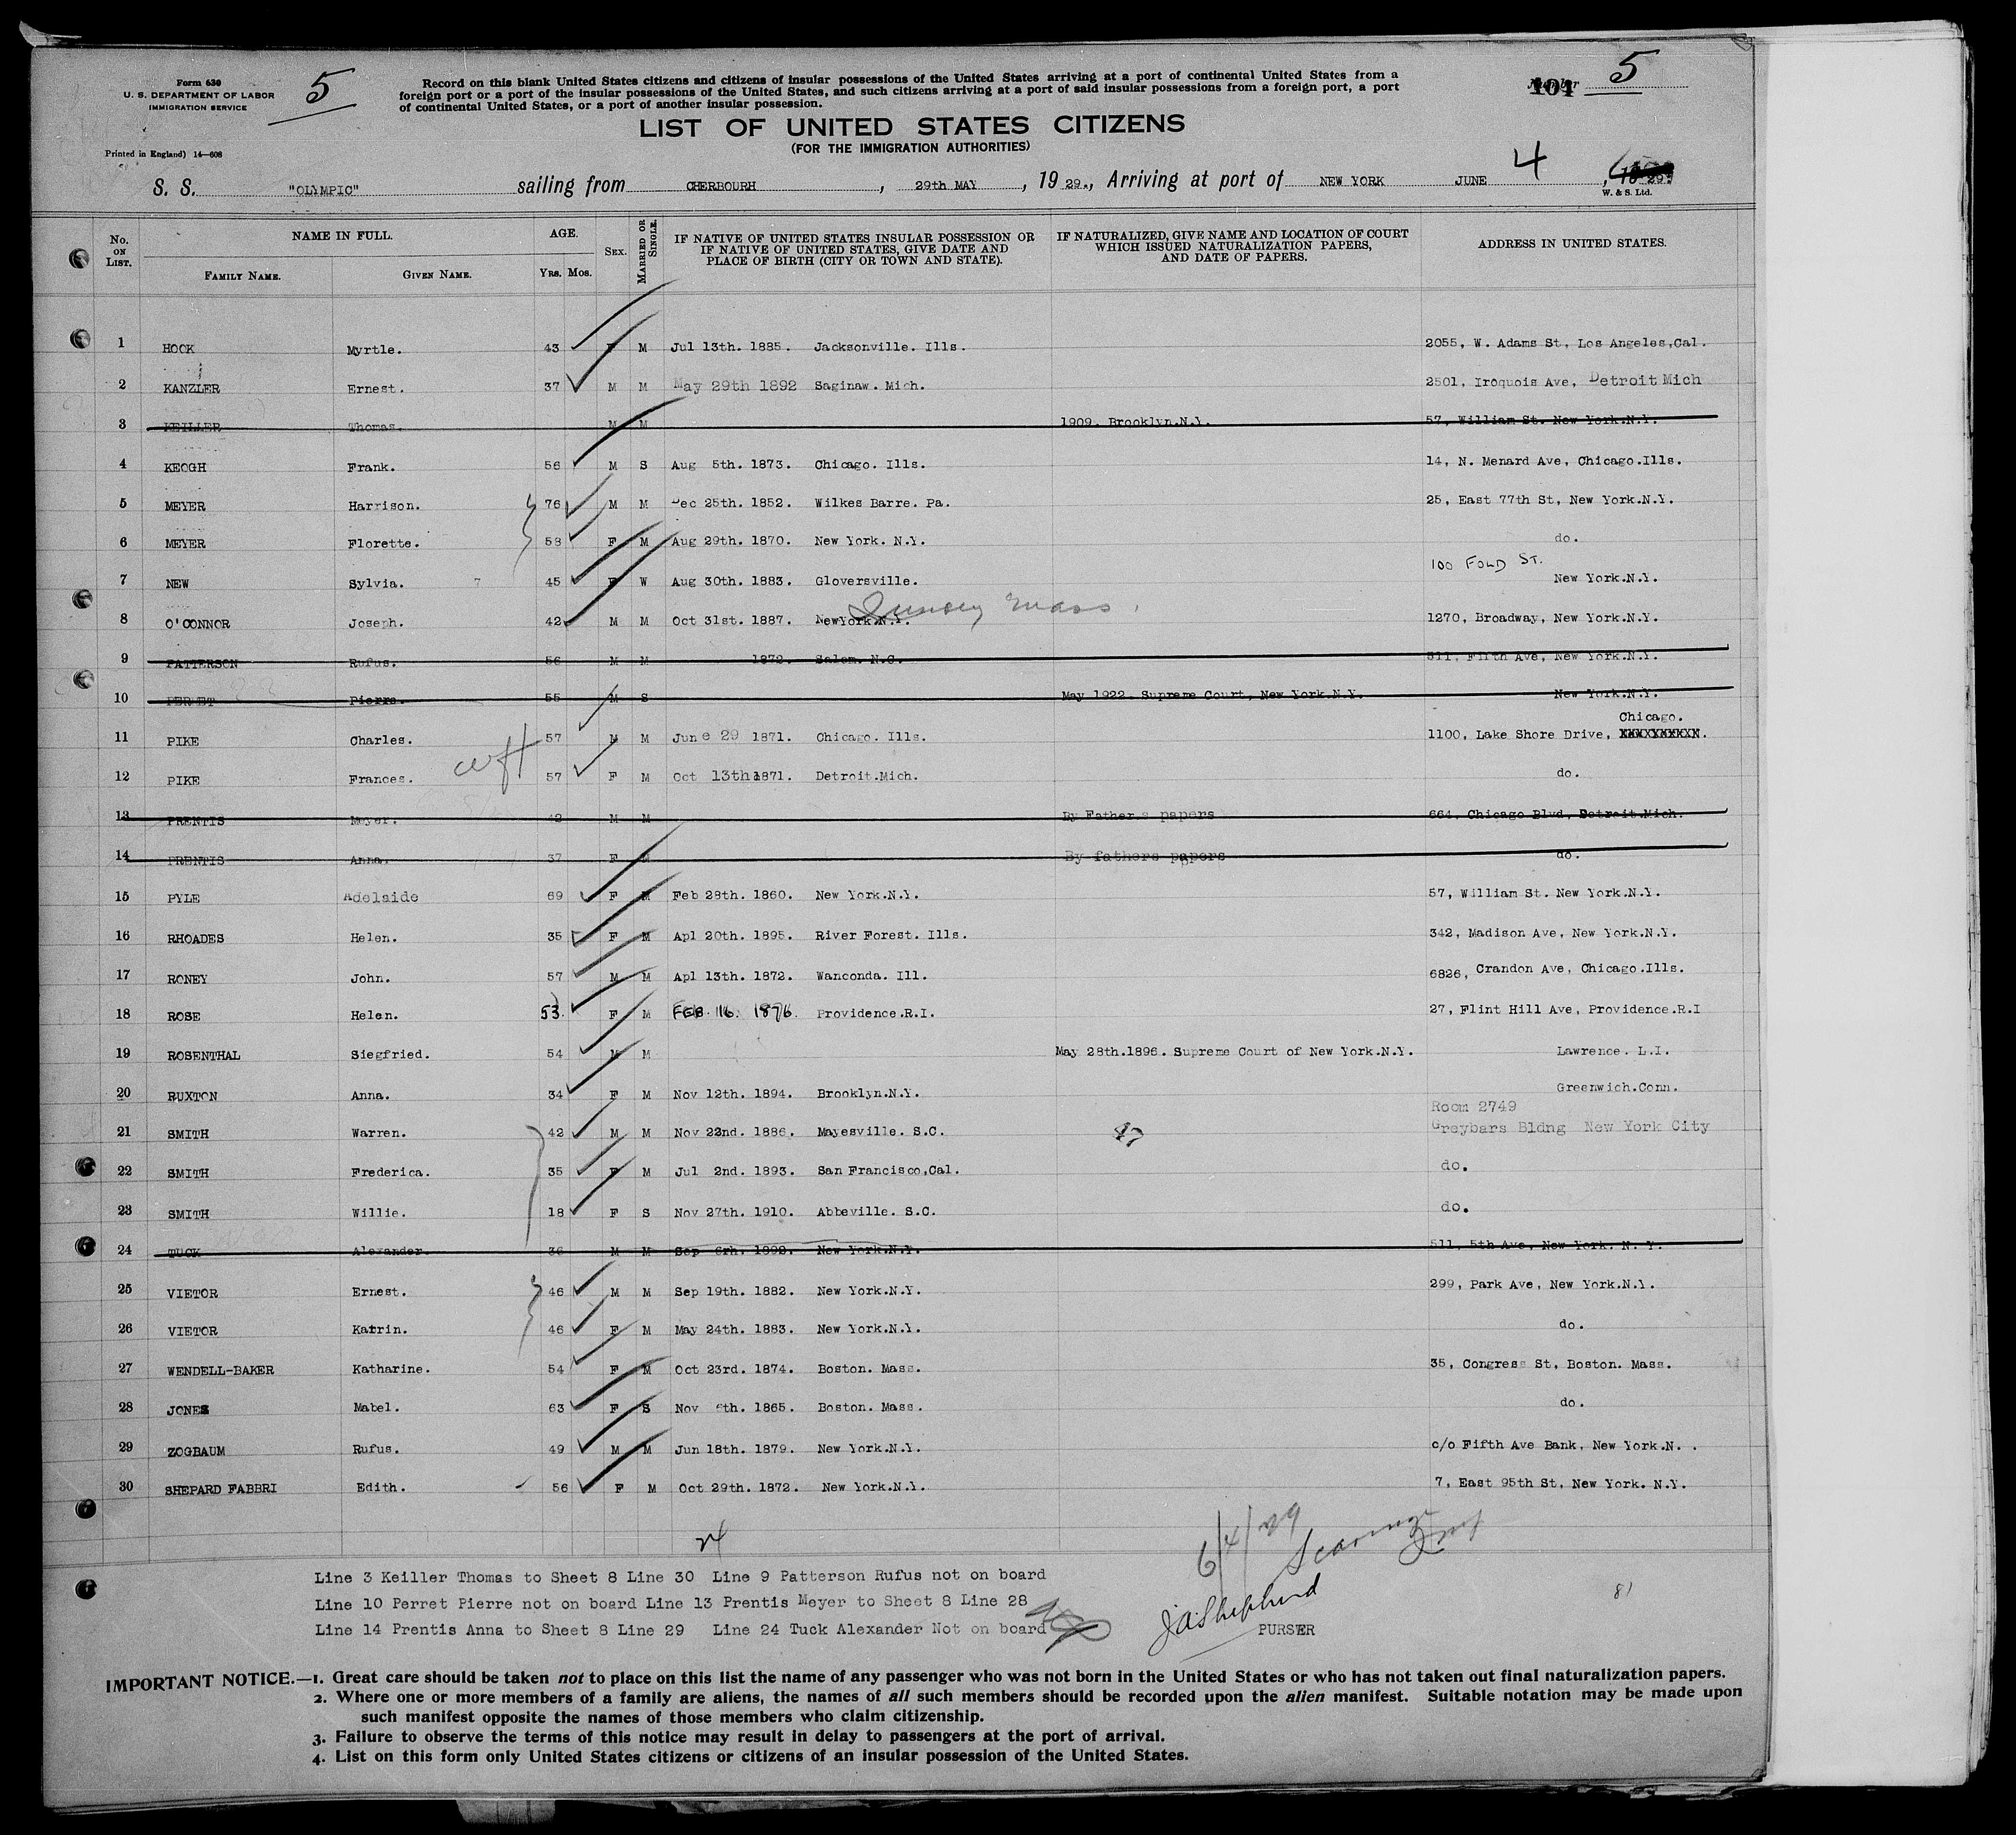 Form 630
U. S. DEPARTMENT OF LABOR
IMMIGRATION SERVICE
5
Record on this blank United States citizens and citizens of insular possessions of the United States arriving at a port of continental United States from a
foreign port or a port of the insular possessions of the United States, and such citizens arriving at a port of said insular possessions from a foreign port, a port
of continental United States, or a port of another insular possession.
Number 5
LIST OF UNITED STATES CITIZENS
(FOR THE IMMIGRATION AUTHORITIES)
Printed in England) 14—608
S. S. "OLYMPIC" sailing from CHERBOURH, 29th MAY, 19 29., Arriving at port of NEW YORK JUNE 4
W. & S. Ltd.
No. ON LIST. NAME IN FULL. FAMILY NAME. GIVEN NAME. AGE. YRS. MOS. SEX. MARRIED OR SINGLE. IF NATIVE OF UNITED STATES INSULAR POSSESSION OR IF NATIVE OF UNITED STATES, GIVE DATE AND PLACE OF BIRTH (CITY OR TOWN AND STATE). IF NATURALIZED, GIVE NAME AND LOCATION OF COURT WHICH ISSUED NATURALIZATION PAPERS, AND DATE OF PAPERS. ADDRESS IN UNITED STATES.
1 HOOK Myrtle. 43 F M Jul 13th. 1885. Jacksonville. Ills. 2055, W. Adams St, Los Angeles,Cal.
2 KANZLER Ernest. 37 M M May 29th 1892 Saginaw. Mich. 2501, Iroquois Ave, Detroit Mich
3 KEILLER Thomas. M M 1909. Brooklyn.N.Y. 57, William St. New York.N.Y.
4 KEOGH Frank. 56 M S Aug 5th. 1873. Chicago. Ills. 14, N. Menard Ave, Chicago.Ills.
5 MEYER Harrison. 76 M M Dec 25th. 1852. Wilkes Barre. Pa. 25, East 77th St, New York.N.Y.
6 MEYER Florette. 58 F M Aug 29th. 1870. New York. N.Y. do.
100 FOLD ST.
7 NEW Sylvia. 7 45 F W Aug 30th. 1883. Gloversville. New York.N.Y.
Quincy Mass.
8 O'CONNOR Joseph. 42 M M Oct 31st. 1887. NewYork.N.Y. 1270, Broadway, New York.N.Y.
9 PATTERSON Rufus. 56 M M 1872. Salem. N.C. 511, Fifth Ave, New York.N.Y.
10 PERRET Pierre. 55 M S May 1922. Supreme Court, New York.N.Y. New York.N.Y.
Chicago.
11 PIKE Charles. 57 M M June 29 1871. Chicago. Ills. 1100, Lake Shore Drive, XXXXXXXXXX.
12 PIKE Frances. 57 F M Oct 13th 1871. Detroit.Mich. do.
13 PRENTIS Meyer. 42 M M By Fathers papers 664, Chicago Blvd, Detroit.Mich.
14 PRENTIS Anna. 37 F M By fathers papers do.
15 PYLE Adelaide 69 F M Feb 28th. 1860. New York.N.Y. 57, William St. New York.N.Y.
16 RHOADES Helen. 35 F M Apl 20th. 1895. River Forest. Ills. 342, Madison Ave, New York.N.Y.
17 RONEY John. 57 M M Apl 13th. 1872. Wanconda. Ill. 6826, Crandon Ave, Chicago.Ills.
18 ROSE Helen. 53. F M FEB. 16. 1876. Providence.R.I. 27, Flint Hill Ave, Providence.R.I
19 ROSENTHAL Siegfried. 54 M M May 28th.1896. Supreme Court of New York.N.Y. Lawrence. L.I.
20 RUXTON Anna. 34 F M Nov 12th. 1894. Brooklyn.N.Y. Greenwich.Conn.
Room 2749
21 SMITH Warren. 42 M M Nov 22nd. 1886. Mayesville. S.C. Greybars Bldng New York City
22 SMITH Frederica. 35 F M Jul 2nd. 1893. San Francisco,Cal. do.
23 SMITH Willie. 18 F S Nov 27th. 1910. Abbeville. S.C. do.
24 TUCK Alexander. 36 M M Sep 6rh. New York.N.Y. 511, 5th Ave, New York. N. Y.
25 VIETOR Ernest. 46 M M Sep 19th. 1882. New York.N.Y. 299, Park Ave, New York.N.Y.
26 VIETOR Katrin. 46 F M May 24th. 1883. New York.N.Y. do.
27 WENDELL-BAKER Katharine. 54 F M Oct 23rd. 1874. Boston. Mass. 35, Congress St, Boston. Mass.
28 JONES Mabel. 63 F S Nov 6th. 1865. Boston. Mass. do.
29 ZOGBAUM Rufus. 49 M M Jun 18th. 1879. New York.N.Y. c/o Fifth Ave Bank, New York.N. .
30 SHEPARD FABBRI Edith. 56 F M Oct 29th. 1872. New York.N.Y. 7, East 95th St, New York. N.Y.
24
6/4/29
Line 3 Keiller Thomas to Sheet 8 Line 30 Line 9 Patterson Rufus not on board
Line 10 Perret Pierre not on board Line 13 Prentis Meyer to Sheet 8 Line 28
Line 14 Prentis Anna to Sheet 8 Line 29 Line 24 Tuck Alexander Not on board
JAShepherd
PURSER
81
IMPORTANT NOTICE.—1. Great care should be taken not to place on this list the name of any passenger who was not born in the United States or who has not taken out final naturalization papers.
2. Where one or more members of a family are aliens, the names of all such members should be recorded upon the alien manifest. Suitable notation may be made upon
such manifest opposite the names of those members who claim citizenship.
3. Failure to observe the terms of this notice may result in delay to passengers at the port of arrival.
4. List on this form only United States citizens or citizens of an insular possession of the United States.